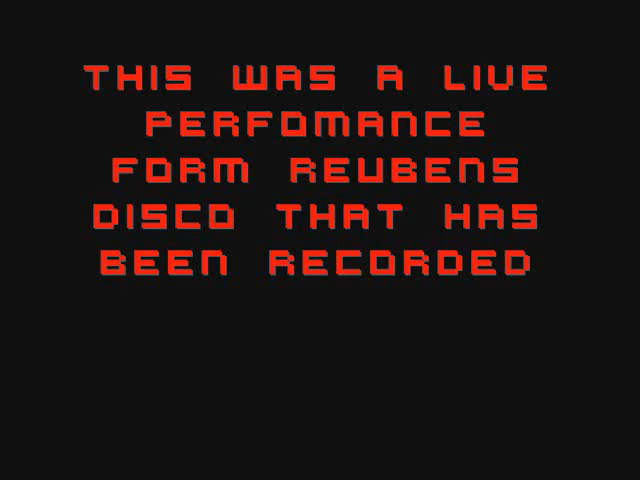 THIS WAS A LIVE
PERFOMANCE
FORM REUBENS
DISCO THAT HAS
BEEN RECORDED